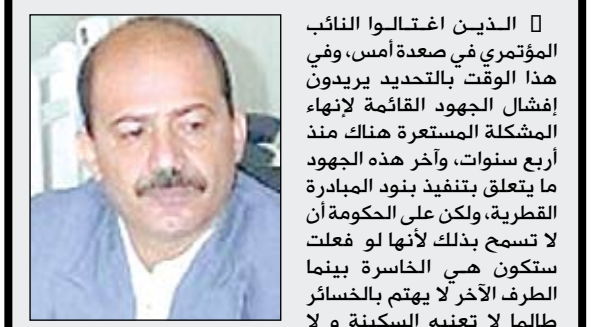 الـذيـن اغـتـالـوا النائب
المؤتمري في صعدة أمس، وفي
هذا الوقت بالتحديد يريدون
إفشال الجهود القائمة لإنهاء
المشكلة المستعرة هناك منذ
أربع سنوات، وآخر هذه الجهود
ما يتعلق بتنفيذ بنود المبادرة
القطرية، ولكن على الحكومة أن
لا تسمح بذلك لأنها لو فعلت
ستكون هـي الخاسرة بينما
الطرف الآخر لا يهتم بالخسائر
طالما لا تعنيه السكينة و لا